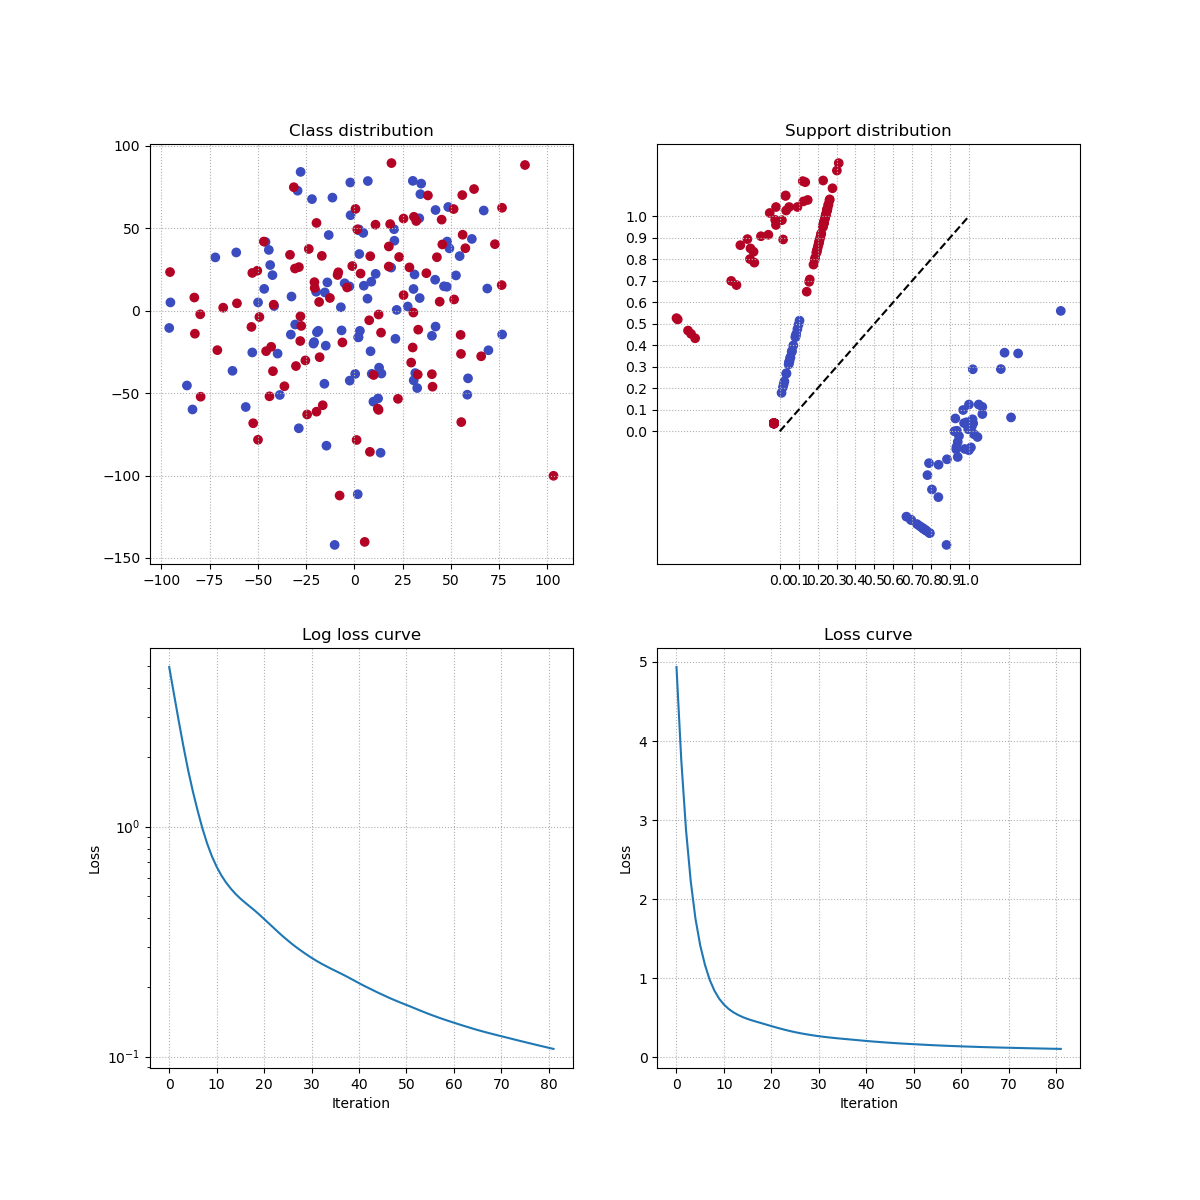 Class distribution
Support distribution
100
50
0
−50
−100
−150
−100 −75 −50 −25 0 25 50 75 100
1.0
0.9
0.8
0.7
0.6
0.5
0.4
0.3
0.2
0.1
0.0
0.0 0.1 0.2 0.3 0.4 0.5 0.6 0.7 0.8 0.9 1.0
Log loss curve
Loss curve
Loss
10⁰
10⁻¹
0 10 20 30 40 50 60 70 80
Iteration
Loss
5
4
3
2
1
0
0 10 20 30 40 50 60 70 80
Iteration